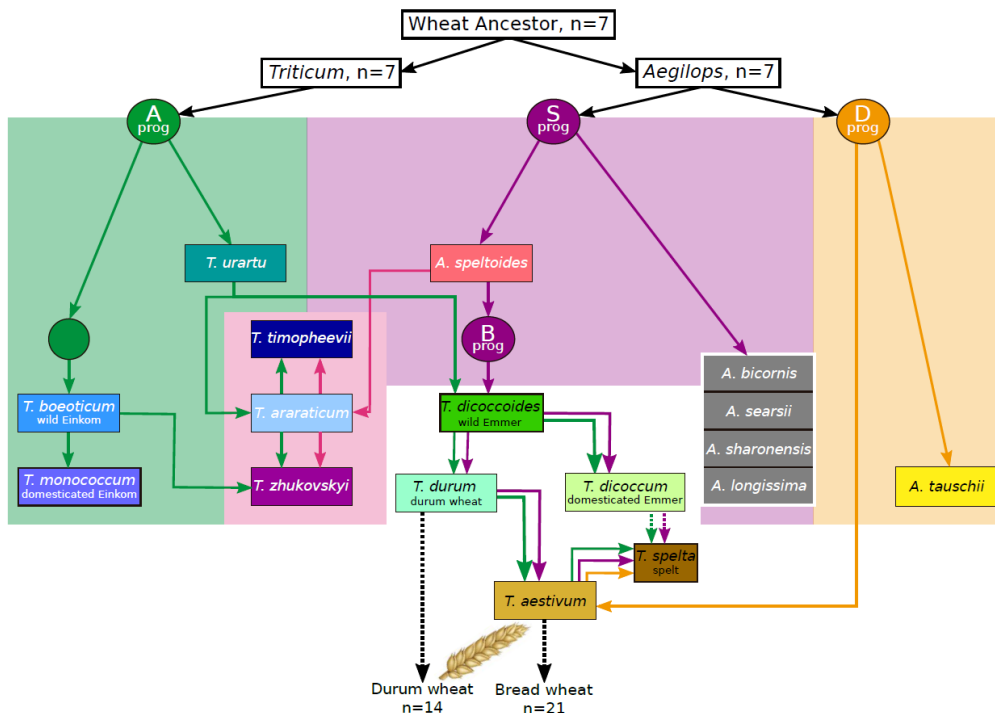 Wheat Ancestor, n=7
Triticum, n=7
Aegilops, n=7
A
prog
S
prog
D
prog
T. urartu
A. speltoides
T. timopheevii
B
prog
A. bicornis
T. boeoticum
wild Einkorn
T. araraticum
T. dicoccoides
wild Emmer
A. searsii
A. sharonensis
T. monococcum
domesticated Einkorn
T. zhukovskyi
T. durum
durum wheat
T. dicoccum
domesticated Emmer
A. longissima
A. tauschii
T. spelta
spelt
T. aestivum
Durum wheat
n=14
Bread wheat
n=21